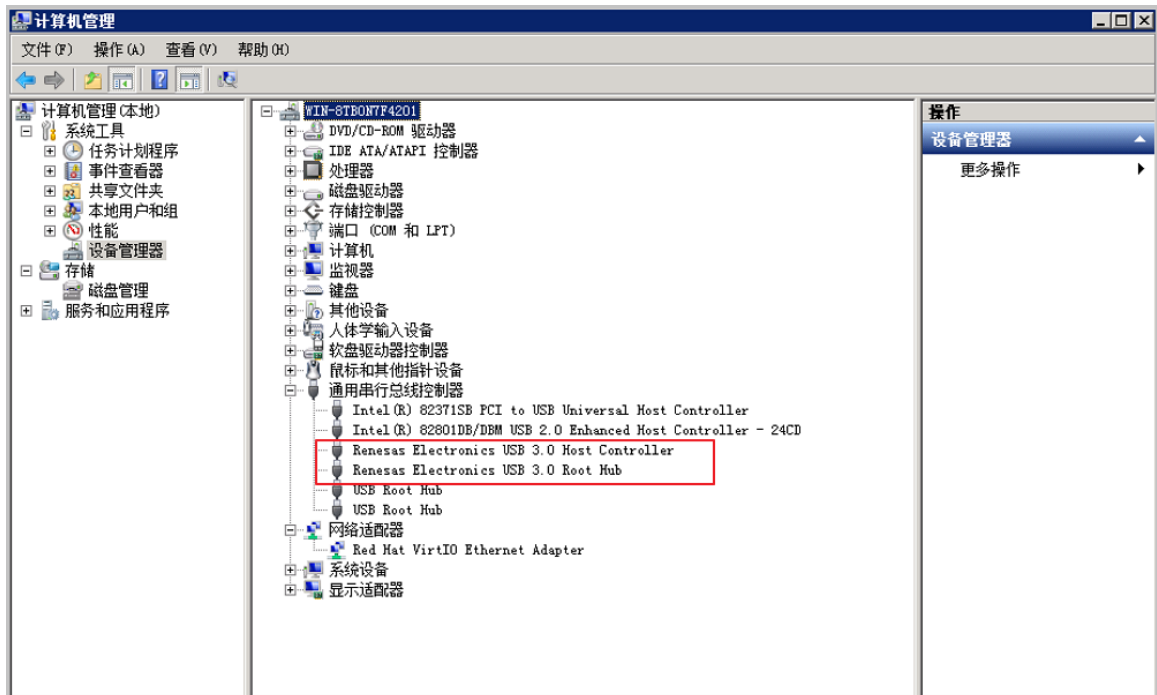 计算机管理
文件(F) 操作(A) 查看(V) 帮助(H)
计算机管理(本地)
系统工具
任务计划程序
事件查看器
共享文件夹
本地用户和组
性能
设备管理器
存储
磁盘管理
服务和应用程序
WIN-8TBON7F4201
DVD/CD-ROM 驱动器
IDE ATA/ATAPI 控制器
处理器
磁盘驱动器
存储控制器
端口 (COM 和 LPT)
计算机
监视器
键盘
其他设备
人体学输入设备
软盘驱动器控制器
鼠标和其他指针设备
通用串行总线控制器
Intel(R) 82371SB PCI to USB Universal Host Controller
Intel(R) 82801DB/DBM USB 2.0 Enhanced Host Controller - 24CD
Renesas Electronics USB 3.0 Host Controller
Renesas Electronics USB 3.0 Root Hub
USB Root Hub
USB Root Hub
网络适配器
Red Hat VirtIO Ethernet Adapter
系统设备
显示适配器
操作
设备管理器
更多操作